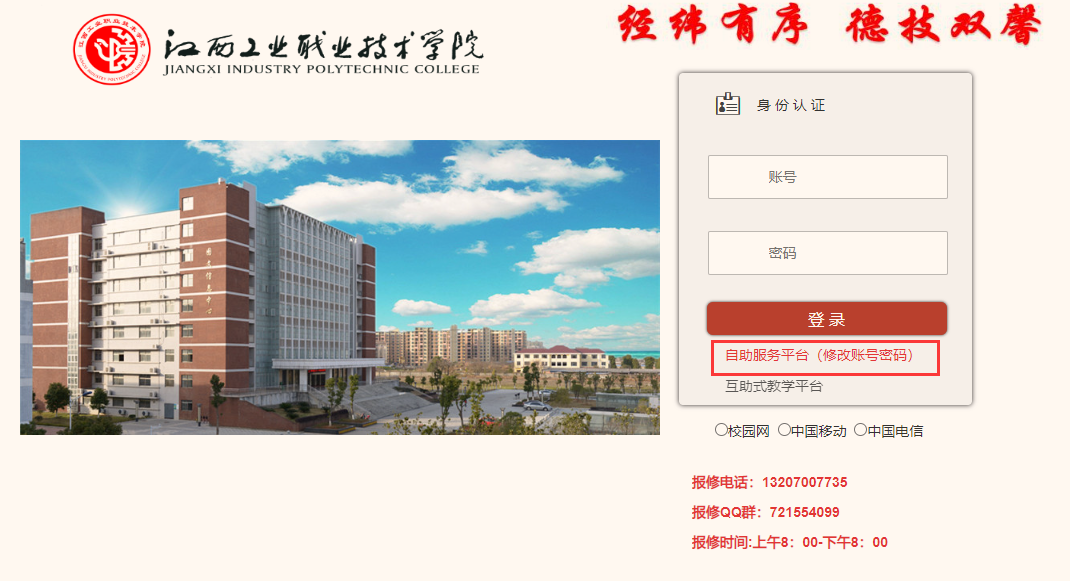 江西工业职业技术学院
JIANGXI INDUSTRY POLYTECHNIC COLLEGE
经纬有序 德技双馨
身份认证
账号
密码
登录
自助服务平台（修改账号密码）
互助式教学平台
校园网 中国移动 中国电信
报修电话：13207007735
报修QQ群：721554099
报修时间:上午8：00-下午8：00